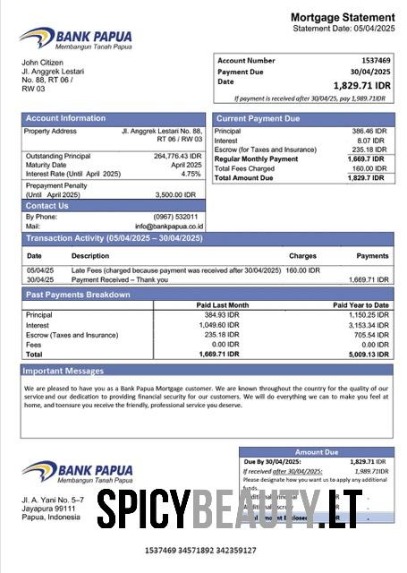 BANK PAPUA
Membangun Tanah Papua
Mortgage Statement
Statement Date: 05/04/2025
John Citizen
Jl. Anggrek Lestari
No. 88, RT 06 /
RW 03
Account Number 1537469
Payment Due 30/04/2025
Date 1,829.71 IDR
If payment is received after 30/04/25, pay 1,989.71IDR
Account Information
Property Address Jl. Anggrek Lestari No. 88,
RT 06 / RW 03
Outstanding Principal 264,776.43 IDR
Maturity Date April 2025
Interest Rate (Until April 2025) 4.75%
Prepayment Penalty
(Until April 2025) 3,500.00 IDR
Contact Us
By Phone: (0967) 532011
Mail: info@bankpapua.co.id
Current Payment Due
Principal 386.46 IDR
Interest 8.07 IDR
Escrow (for Taxes and Insurance) 235.18 IDR
Regular Monthly Payment 1,669.7 IDR
Total Fees Charged 160.00 IDR
Total Amount Due 1,829.7 IDR
Transaction Activity (05/04/2025 – 30/04/2025)
Date Description Charges Payments
05/04/25 Late Fees (charged because payment was received after 30/04/2025) 160.00 IDR
30/04/25 Payment Received – Thank you 1,669.71 IDR
Past Payments Breakdown
Paid Last Month Paid Year to Date
Principal 384.93 IDR 1,150.25 IDR
Interest 1,049.60 IDR 3,153.34 IDR
Escrow (Taxes and Insurance) 235.18 IDR 705.54 IDR
Fees 0.00 IDR 0.00 IDR
Total 1,669.71 IDR 5,009.13 IDR
Important Messages
We are pleased to have you as a Bank Papua Mortgage customer. We are known throughout the country for the quality of our
service and our dedication to providing financial security for our customers. We will do everything we can to make you feel at
home, and toensure you receive the friendly, professional service you deserve.
BANK PAPUA
Membangun Tanah Papua
Jl. A. Yani No. 5–7
Jayapura 99111
Papua, Indonesia
Amount Due
Due By 30/04/2025: 1,829.71 IDR
If received after 30/04/2025: 1,989.71IDR
Please designate how you want us to apply any additional
funds.
SPICYBEAUTY.LT
1537469 34571892 342359127